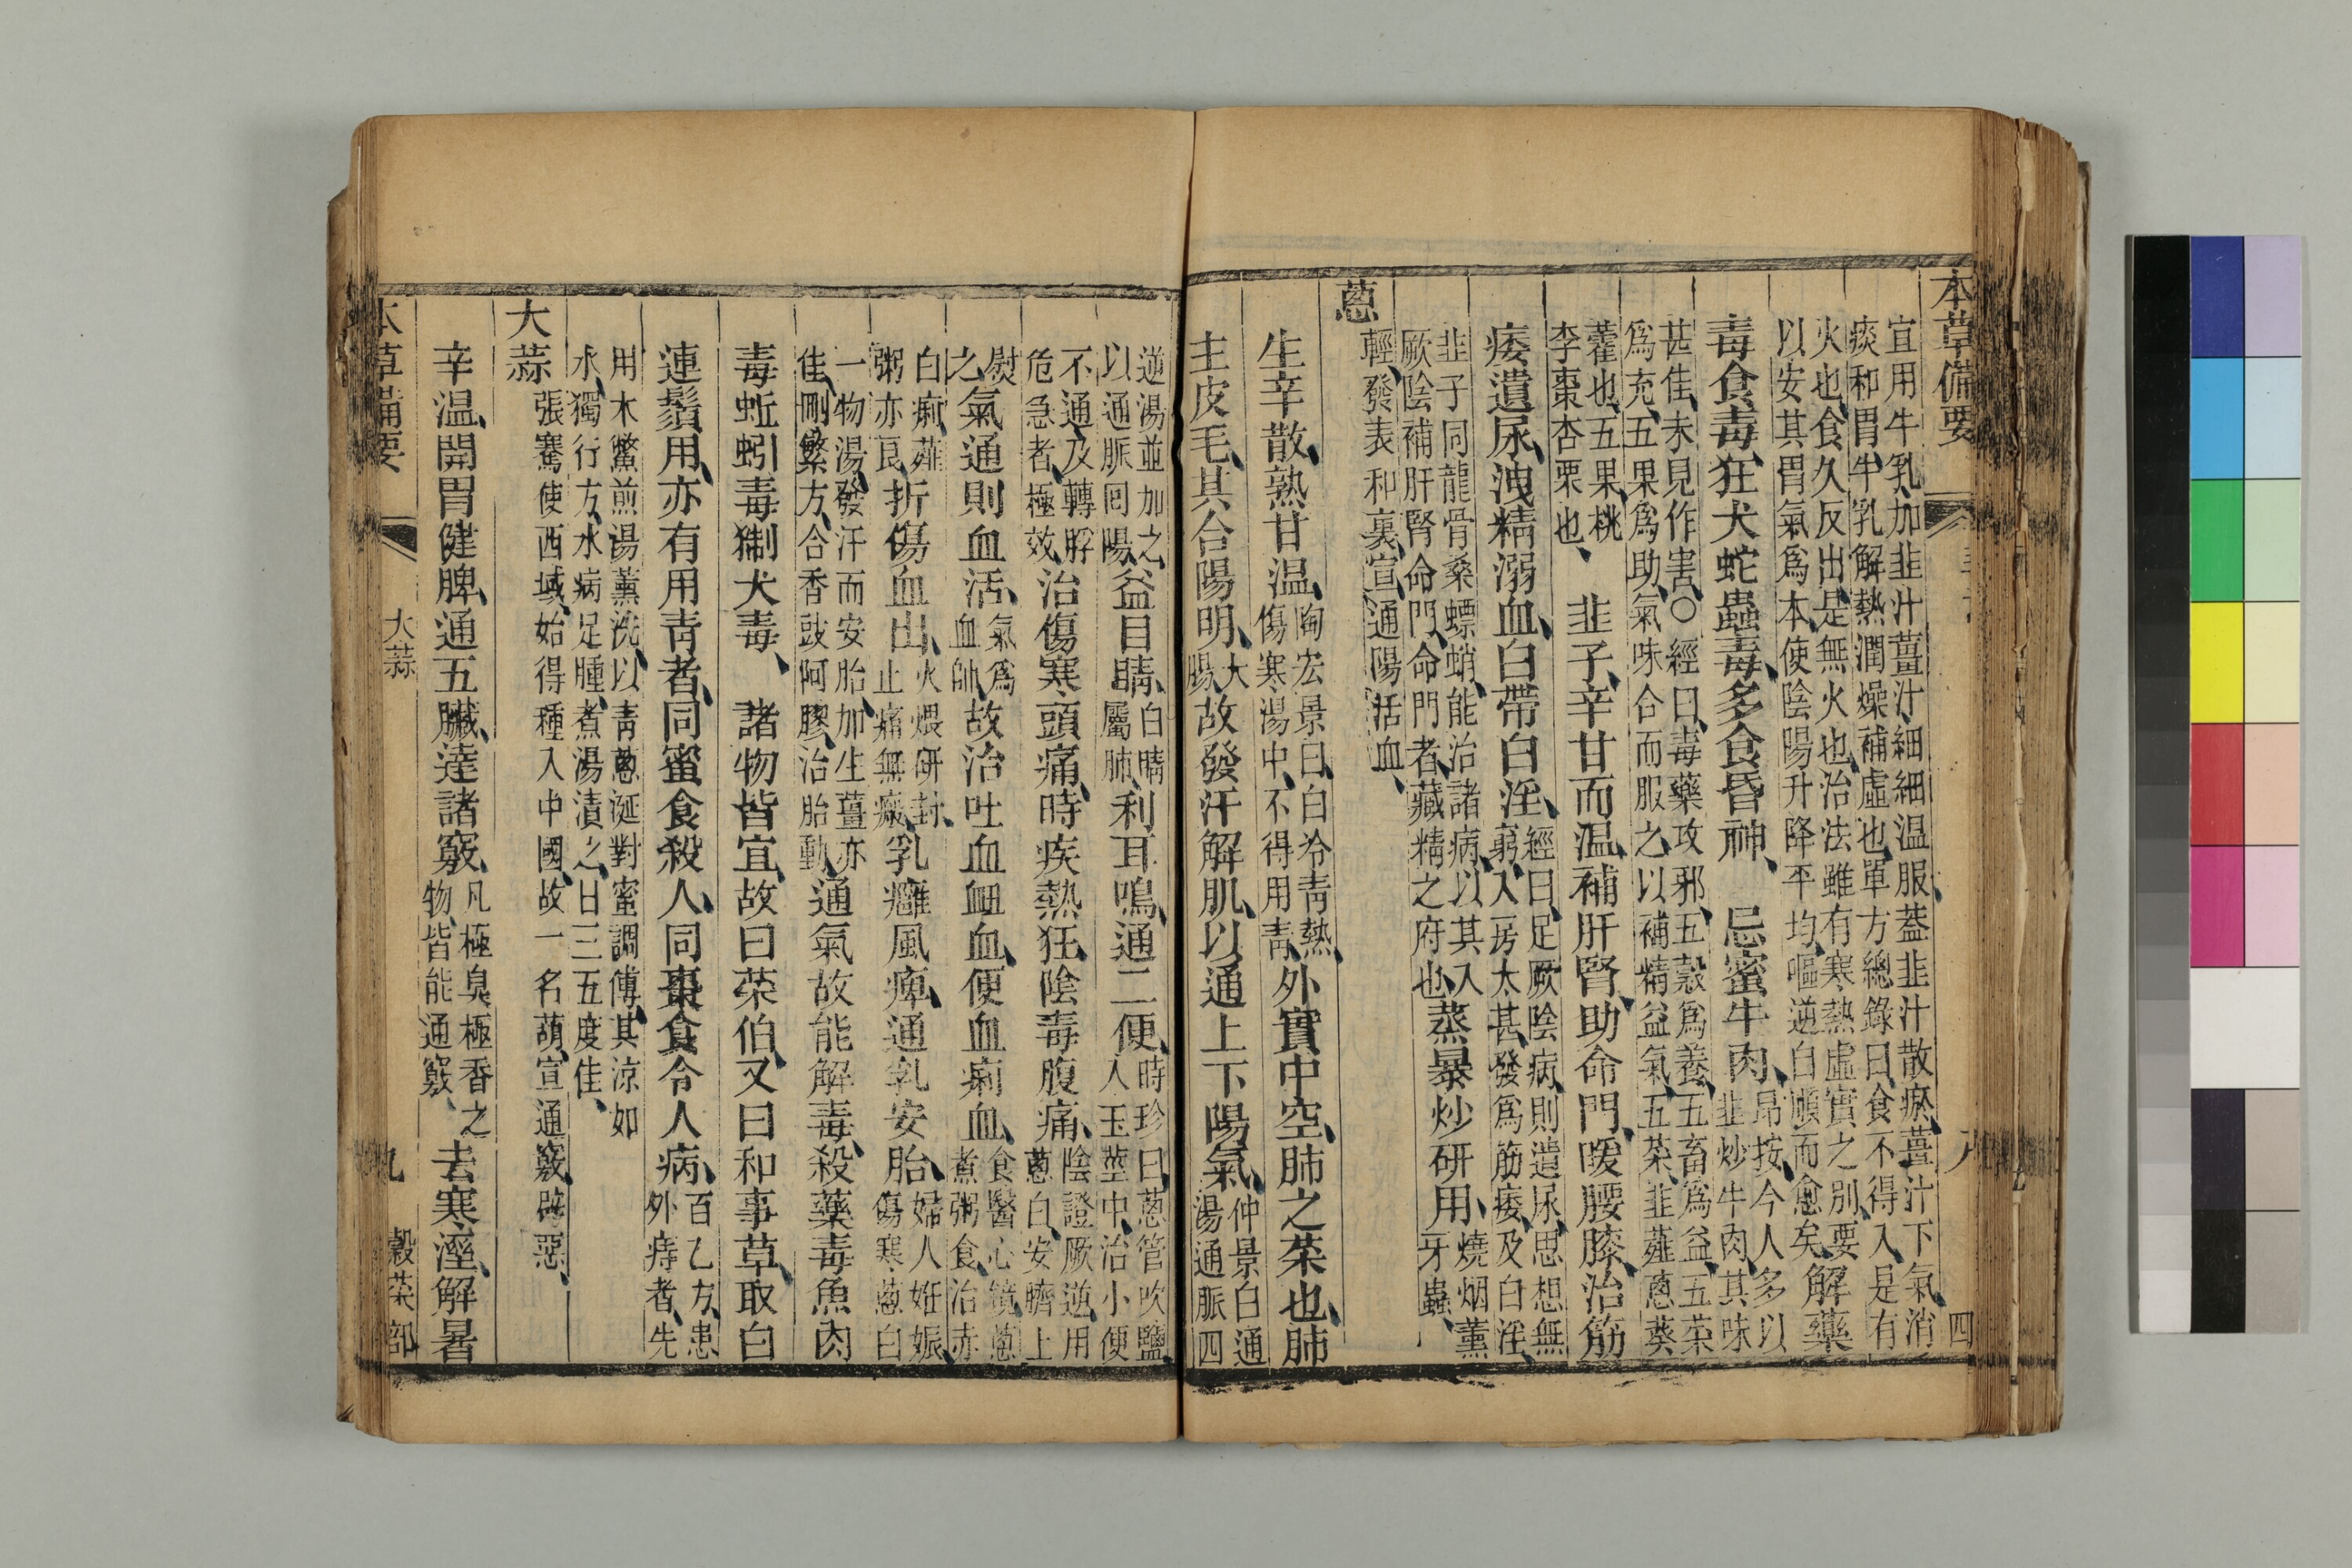 本草備要
宜用牛乳加韭汁薑汁細細温服葢韭汁散瘀薑汁下氣消
痰和胃牛乳解熱潤燥補虛也單方總錄曰食不得入是有
火也食久反出是無火也治法雖有寒熱虛實之別要
以安其胃氣爲本使陰陽升降平均嘔逆自順而愈矣解藥
毒食毒狂犬蛇蟲毒多食昏神 忌蜜牛肉昂按今人多以
韭炒牛肉其味
甚佳未見作害○經曰毒藥攻邪五穀爲養五畜爲益五菜
爲充五果爲助氣味合而服之以補精益氣五菜韭薤蔥葵
藿也五果桃
李棗杏栗也 韭子辛甘而温補肝腎助命門暖腰膝治筋
痿遺尿洩精溺血白帶白淫經曰足厥陰病則遺尿思想無
窮入房太甚發爲筋痿及白淫
韭子同龍骨桑螵蛸能治諸病以其入
厥陰補肝腎命門命門者藏精之府也蒸暴炒研用燒烟薰
牙蟲
蔥
輕發表和裏宣通陽活血
生辛散熟甘温陶宏景曰白冷青熱
傷寒湯中不得用青外實中空肺之菜也肺
主皮毛其合陽明大
腸故發汗解肌以通上下陽氣仲景白通
湯通脈四
逆湯並加之
以通脈囘陽益目睛白睛
屬肺利耳鳴通二便時珍曰蔥管吹鹽
入玉莖中治小便
不通及轉脬
危急者極效治傷寒頭痛時疾熱狂陰毒腹痛陰證厥逆用
蔥白安臍上
熨
之氣通則血活氣爲
血帥故治吐血衄血便血痢血食醫心鏡蔥
煮粥食治赤
白痢薤
粥亦良折傷血出火煨研封
止痛無瘢乳癰風痺通乳安胎婦人妊娠
傷寒蔥白
一物湯發汗而安胎加生薑亦
佳刪繁方合香豉阿膠治胎動通氣故能解毒殺藥毒魚肉
毒蚯蚓毒猘犬毒 諸物皆宜故曰菜伯又曰和事草取白
連鬚用亦有用青者同蜜食殺人同棗食令人病百乙方患
外痔者先
用木鱉煎湯薰洗以青蔥涎對蜜調傅其涼如
氷獨行方水病足腫煮湯漬之日三五度佳
大蒜
張騫使西域始得種入中國故一名葫宣通竅辟惡
辛温開胃健脾通五臟達諸竅凡極臭極香之
物皆能通竅去寒溼解暑
大蒜
九
穀菜部